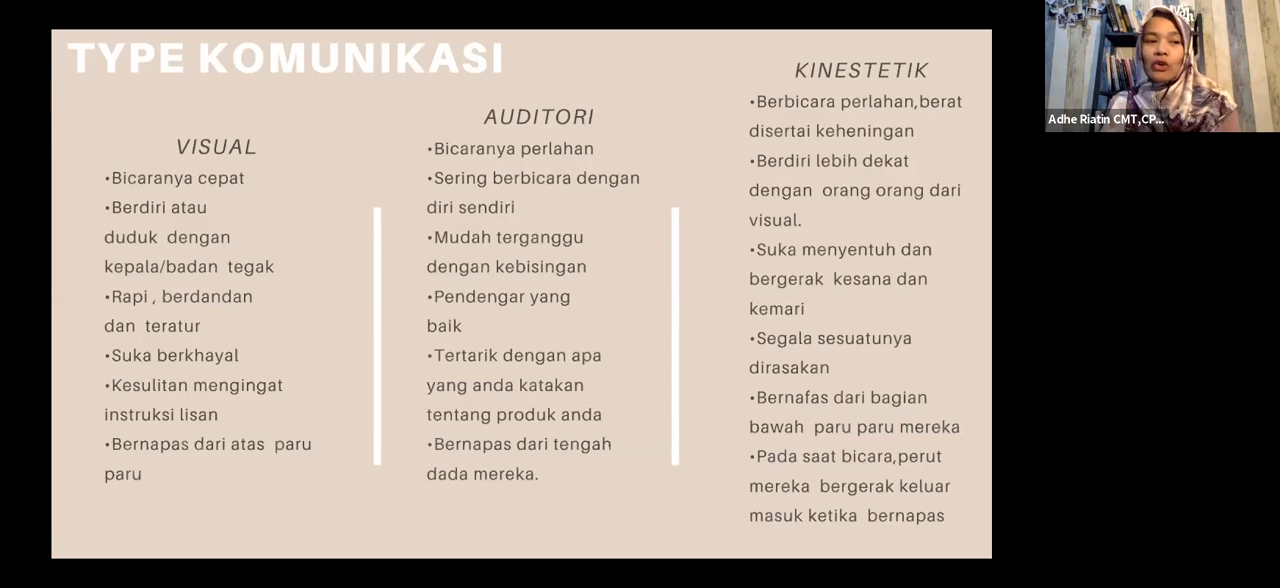 TYPE KOMUNIKASI
VISUAL
•Bicaranya cepat
•Berdiri atau
duduk dengan
kepala/badan tegak
•Rapi , berdandan
dan teratur
•Suka berkhayal
•Kesulitan mengingat
instruksi lisan
•Bernapas dari atas paru
paru
AUDITORI
•Bicaranya perlahan
•Sering berbicara dengan
diri sendiri
•Mudah terganggu
dengan kebisingan
•Pendengar yang
baik
•Tertarik dengan apa
yang anda katakan
tentang produk anda
•Bernapas dari tengah
dada mereka.
KINESTETIK
•Berbicara perlahan,berat
disertai keheningan
•Berdiri lebih dekat
dengan orang orang dari
visual.
•Suka menyentuh dan
bergerak kesana dan
kemari
•Segala sesuatunya
dirasakan
•Bernafas dari bagian
bawah paru paru mereka
•Pada saat bicara,perut
mereka bergerak keluar
masuk ketika bernapas
Adhe Riatin CMT,CP...